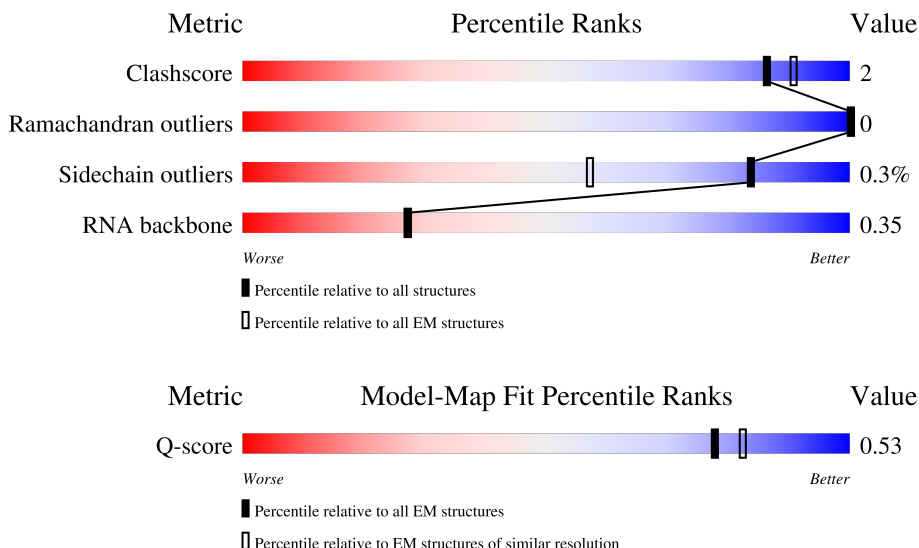 Metric Percentile Ranks Value
Clashscore 2
Ramachandran outliers 0
Sidechain outliers 0.3%
RNA backbone 0.35
Worse Better
Percentile relative to all structures
Percentile relative to all EM structures
Metric Model-Map Fit Percentile Ranks Value
Q-score 0.53
Worse Better
Percentile relative to all EM structures
Percentile relative to EM structures of similar resolution